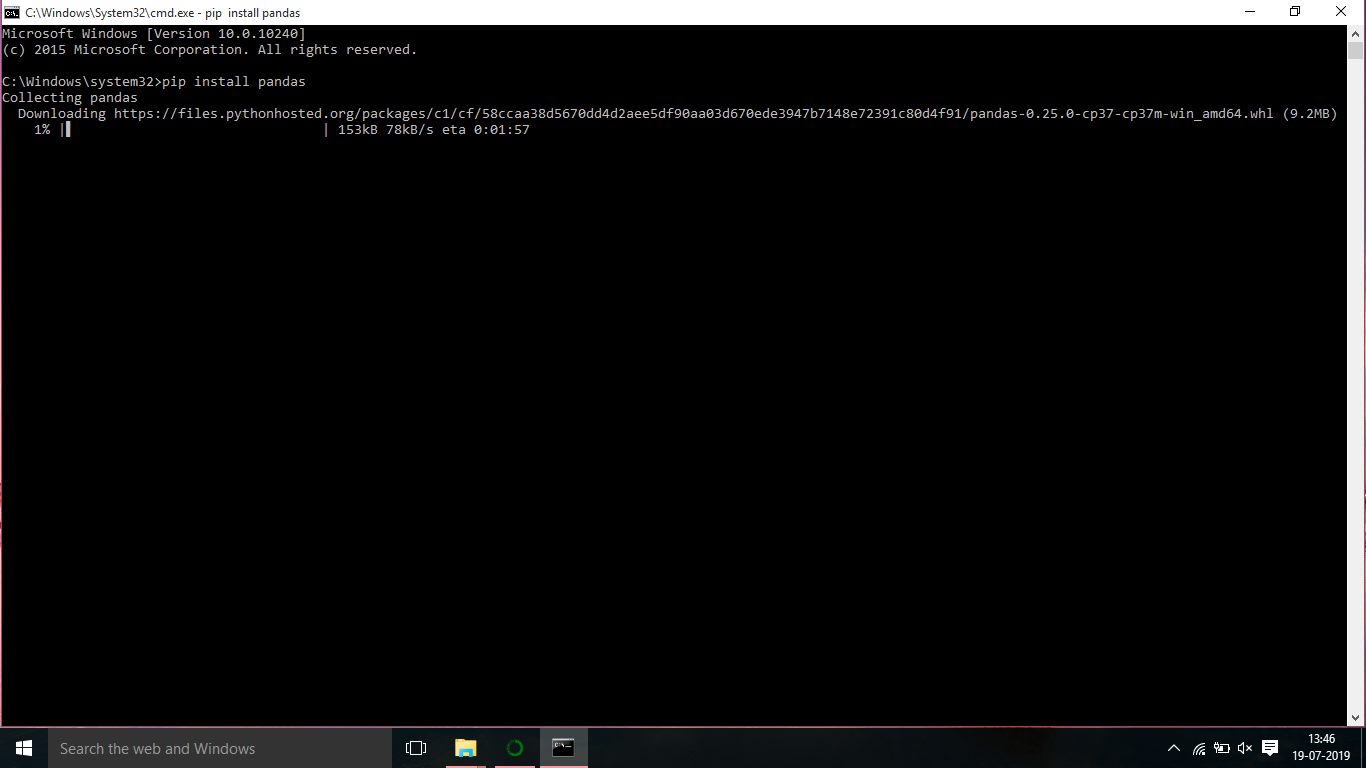 C:\Windows\System32\cmd.exe - pip  install pandas
Microsoft Windows [Version 10.0.10240]
(c) 2015 Microsoft Corporation. All rights reserved.
C:\Windows\system32>pip install pandas
Collecting pandas
  Downloading https://files.pythonhosted.org/packages/c1/cf/58ccaa38d5670dd4d2aee5df90aa03d670ede3947b7148e72391c80d4f91/pandas-0.25.0-cp37-cp37m-win_amd64.whl (9.2MB)
    1% |▌                               | 153kB 78kB/s eta 0:01:57
Search the web and Windows
13:46
19-07-2019